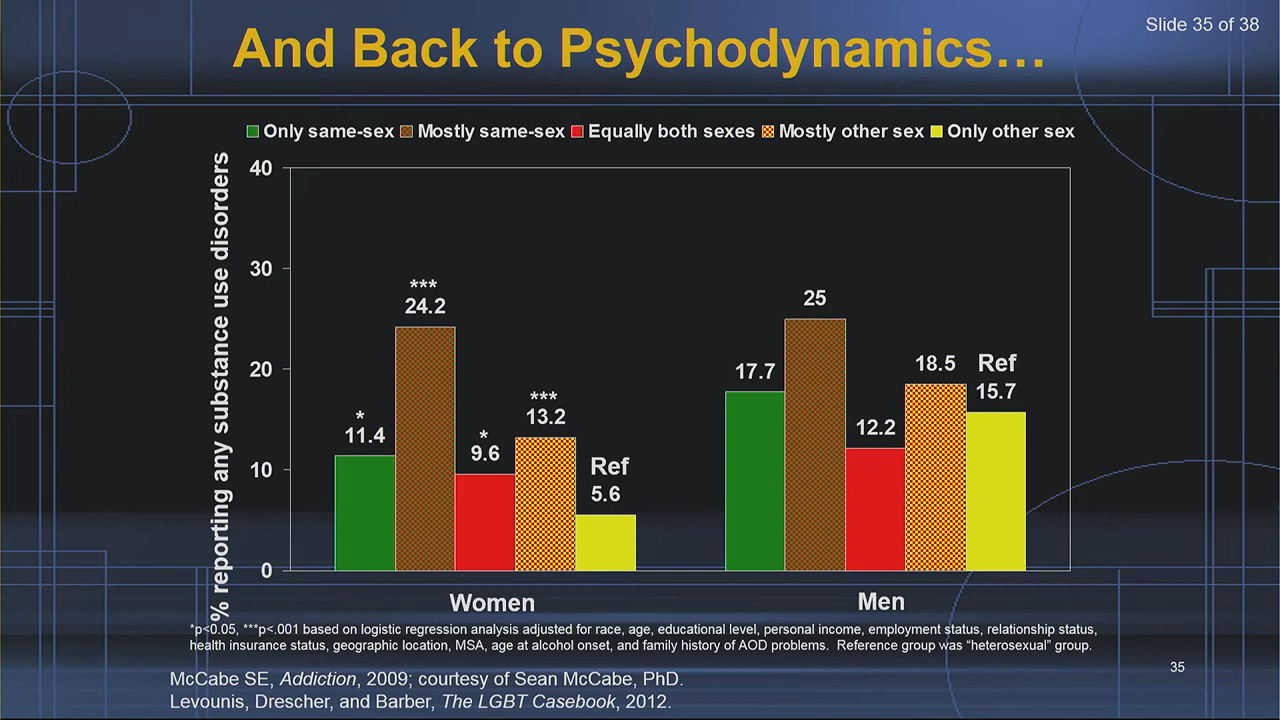 Slide 35 of 38
And Back to Psychodynamics…
Only same-sex Mostly same-sex Equally both sexes Mostly other sex Only other sex
% reporting any substance use disorders
40
30
20
10
0
*
11.4
***
24.2
*
9.6
***
13.2
Ref
5.6
17.7
25
12.2
18.5
Ref
15.7
Women
Men
*p<0.05, ***p<.001 based on logistic regression analysis adjusted for race, age, educational level, personal income, employment status, relationship status,
health insurance status, geographic location, MSA, age at alcohol onset, and family history of AOD problems. Reference group was “heterosexual” group.
35
McCabe SE, Addiction, 2009; courtesy of Sean McCabe, PhD.
Levounis, Drescher, and Barber, The LGBT Casebook, 2012.